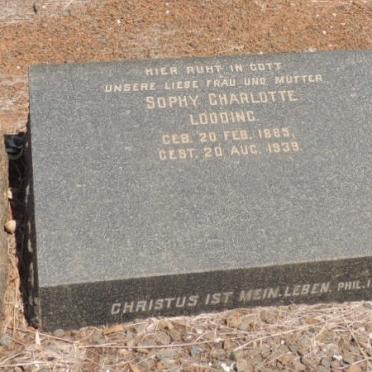 HIER RUHT IN GOTT
UNSERE LIEBE FRAU UND MUTTER
SOPHY CHARLOTTE
LODDING.
GEB. 20 FEB. 1885,
GEST. 20 AUG. 1939.
CHRISTUS IST MEIN LEBEN. PHIL.